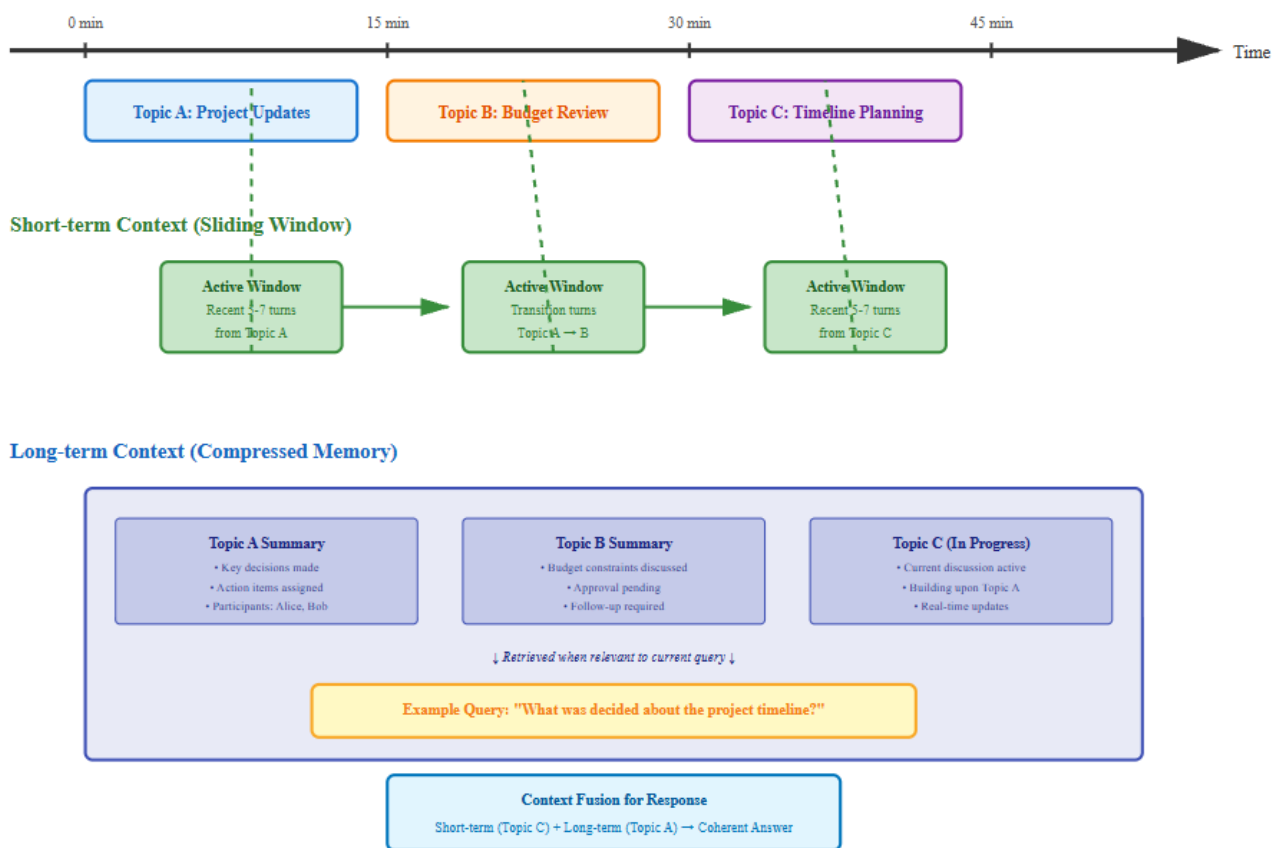 0 min
15 min
30 min
45 min
Time
Topic A: Project Updates
Topic B: Budget Review
Topic C: Timeline Planning
Short-term Context (Sliding Window)
Active Window
Recent 5-7 turns
from Topic A
Active Window
Transition turns
Topic A → B
Active Window
Recent 5-7 turns
from Topic C
Long-term Context (Compressed Memory)
Topic A Summary
• Key decisions made
• Action items assigned
• Participants: Alice, Bob
Topic B Summary
• Budget constraints discussed
• Approval pending
• Follow-up required
Topic C (In Progress)
• Current discussion active
• Building upon Topic A
• Real-time updates
↓ Retrieved when relevant to current query ↓
Example Query: "What was decided about the project timeline?"
Context Fusion for Response
Short-term (Topic C) + Long-term (Topic A) → Coherent Answer